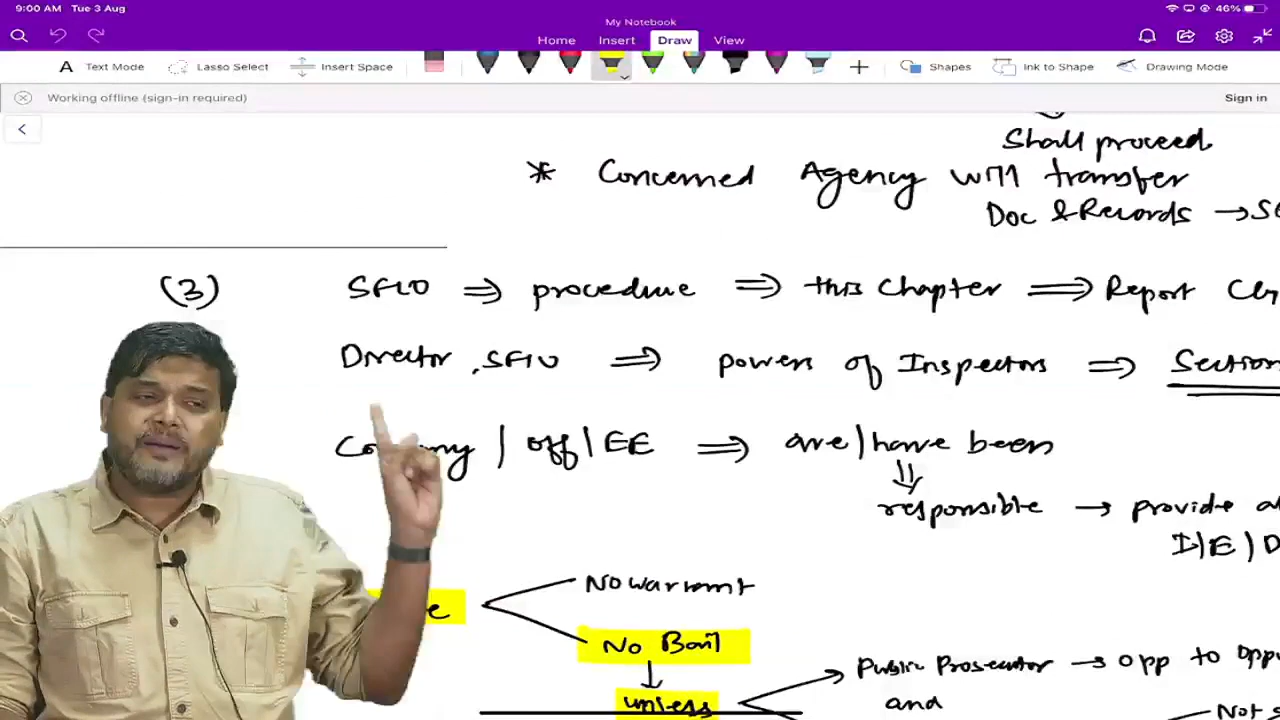 9:00 AM Tue 3 Aug
46%
My Notebook
Home Insert Draw View
Text Mode Lasso Select Insert Space Shapes Ink to Shape Drawing Mode
Working offline (sign-in required) Sign in
Shall proceed
* Concerned Agency will transfer
Doc & Records →
(3) SFIO ⇒ procedure ⇒ this Chapter ⇒ Report
Director, SFIO ⇒ powers of Inspectors ⇒ Section
/ off / EE ⇒ are / have been
responsible → provide
I / E /
No warrant
No Bail
unless
Public Prosecutor → opp to
and
Not